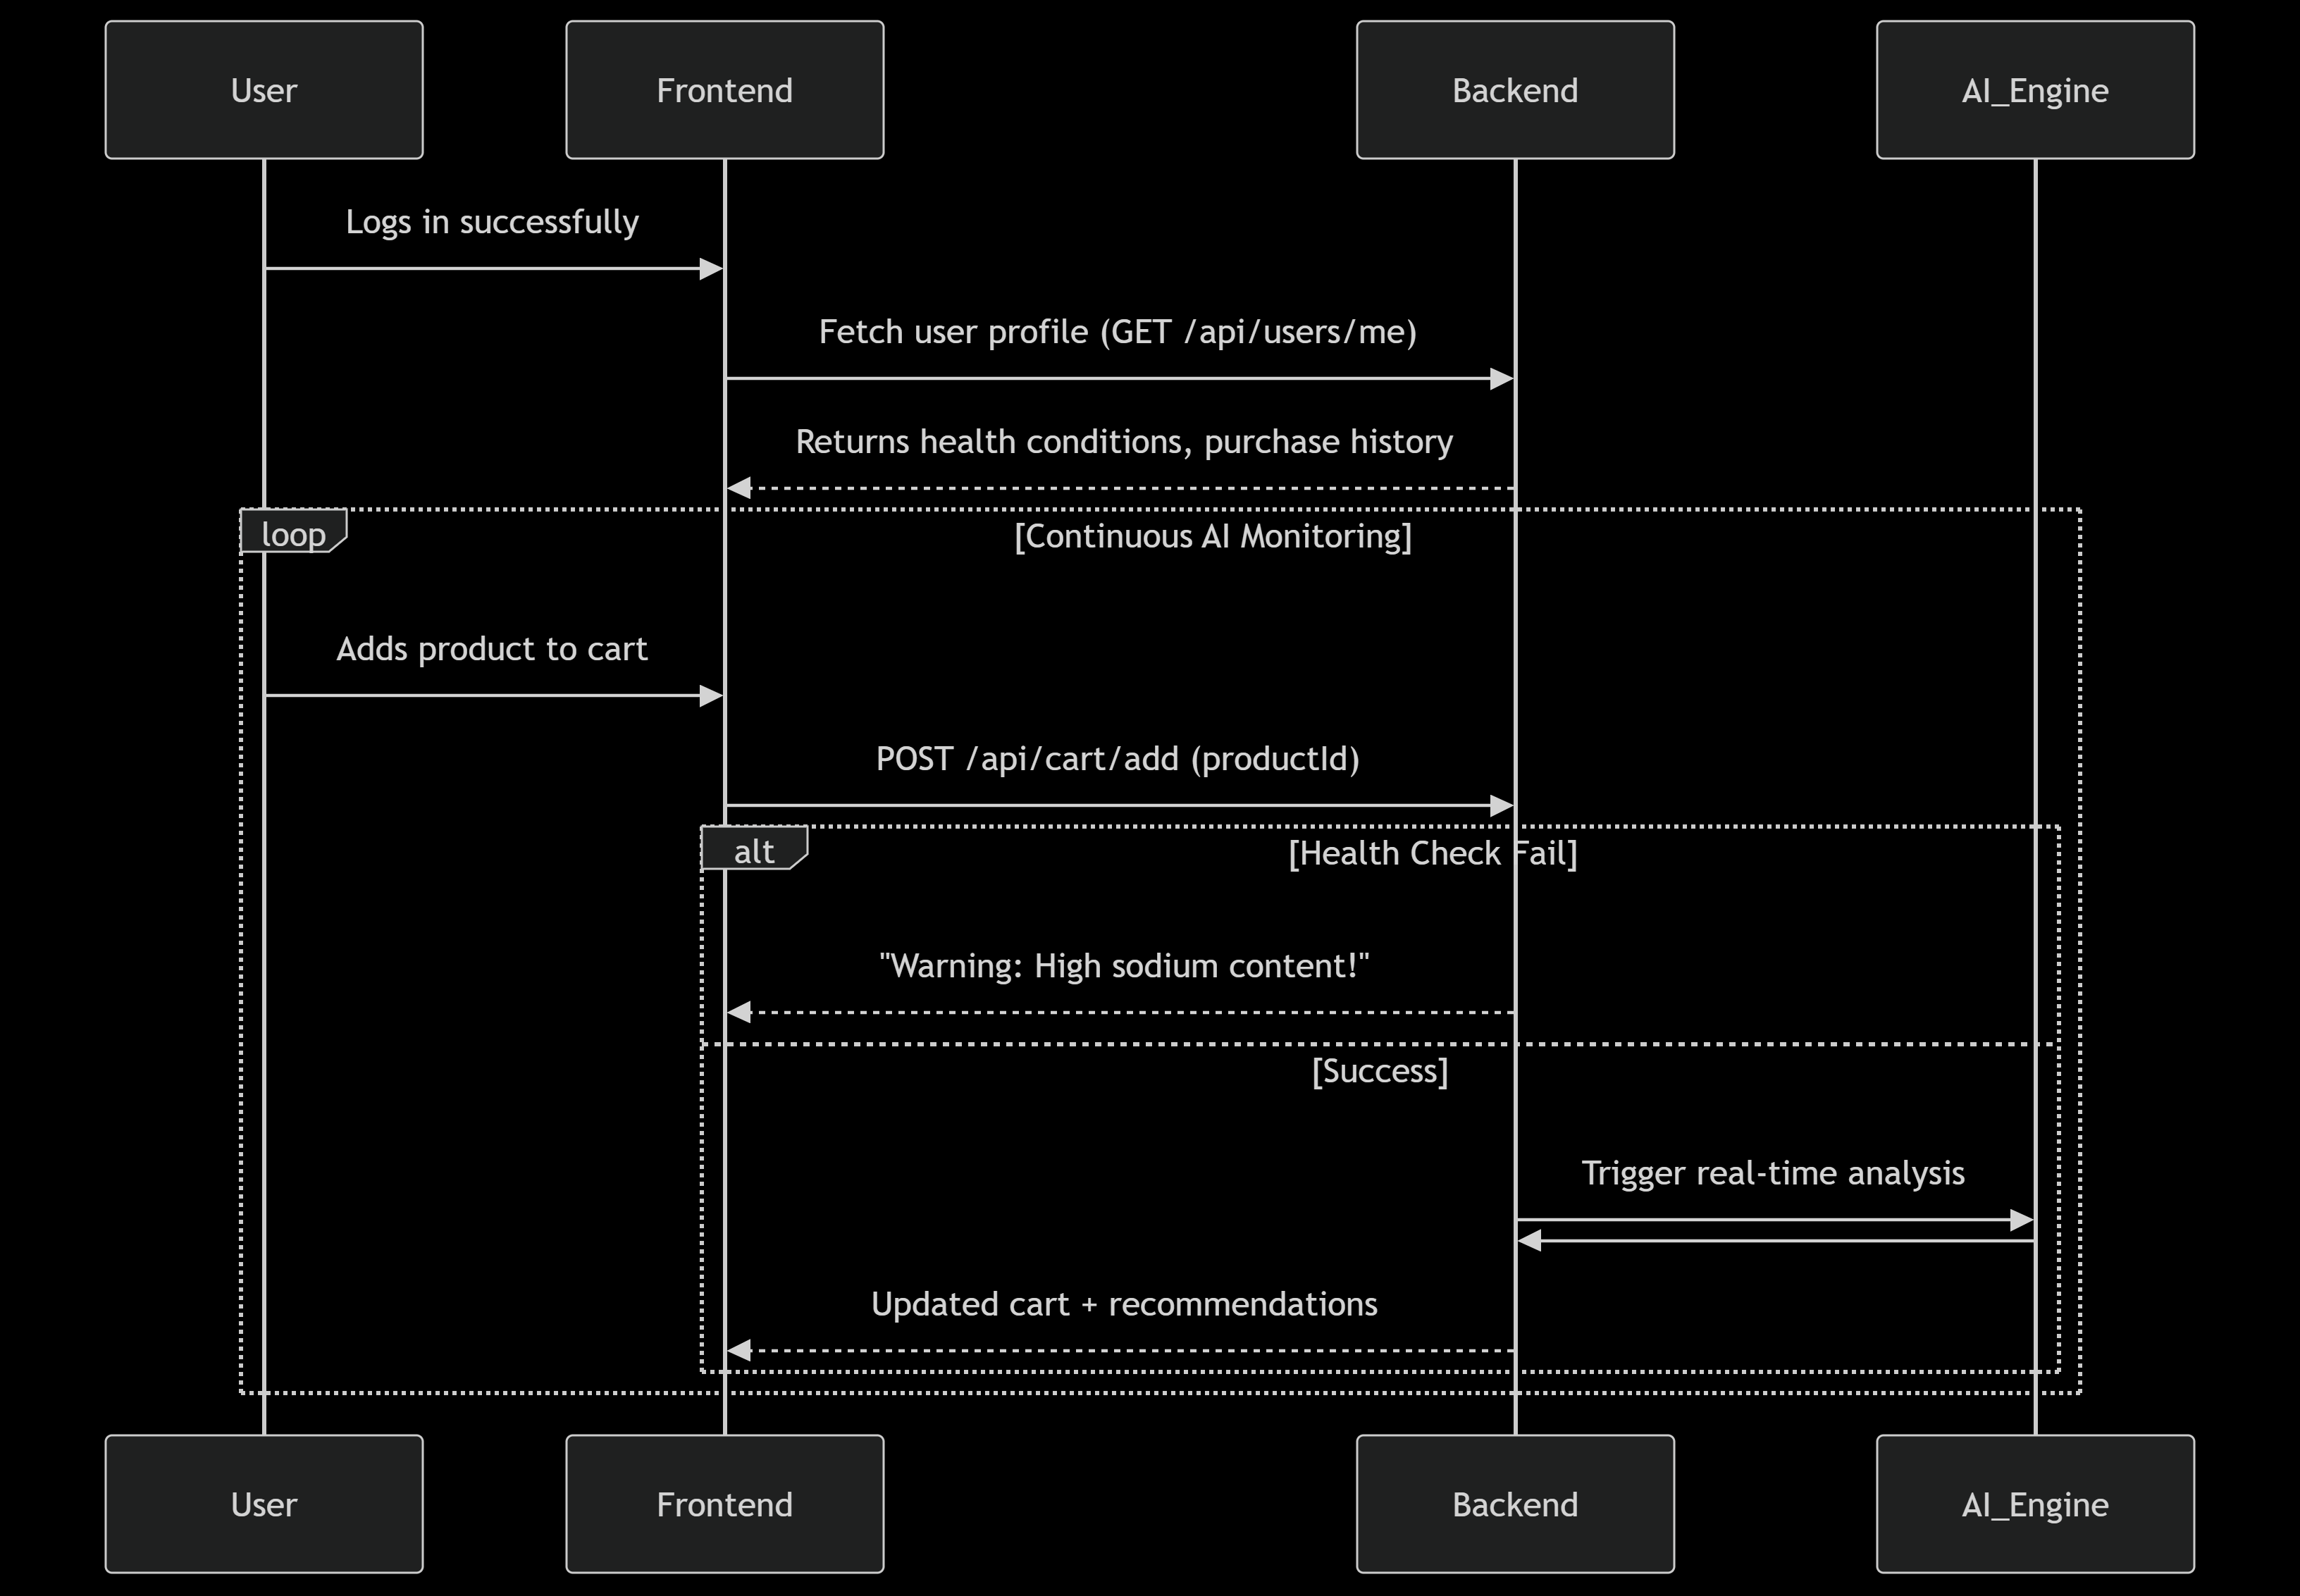 User
Frontend
Backend
AI_Engine
Logs in successfully
Fetch user profile (GET /api/users/me)
Returns health conditions, purchase history
loop
[Continuous AI Monitoring]
Adds product to cart
POST /api/cart/add (productId)
alt
[Health Check Fail]
"Warning: High sodium content!"
[Success]
Trigger real-time analysis
Updated cart + recommendations
User
Frontend
Backend
AI_Engine